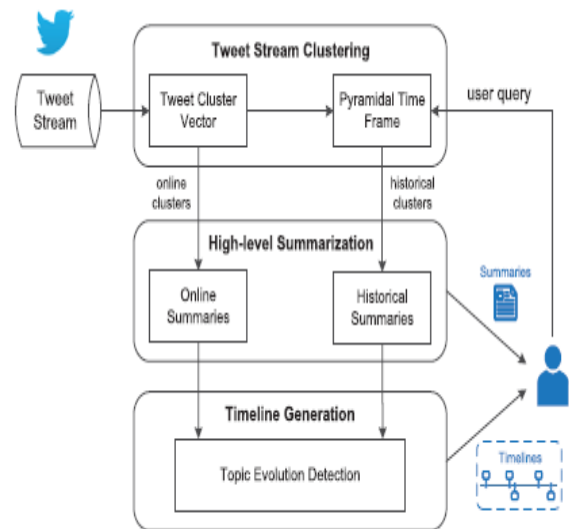 Tweet Stream Clustering
Tweet
Stream
Tweet Cluster
Vector
Pyramidal Time
Frame
user query
online
clusters
historical
clusters
High-level Summarization
Online
Summaries
Historical
Summaries
Summaries
Timeline Generation
Topic Evolution Detection
Timelines